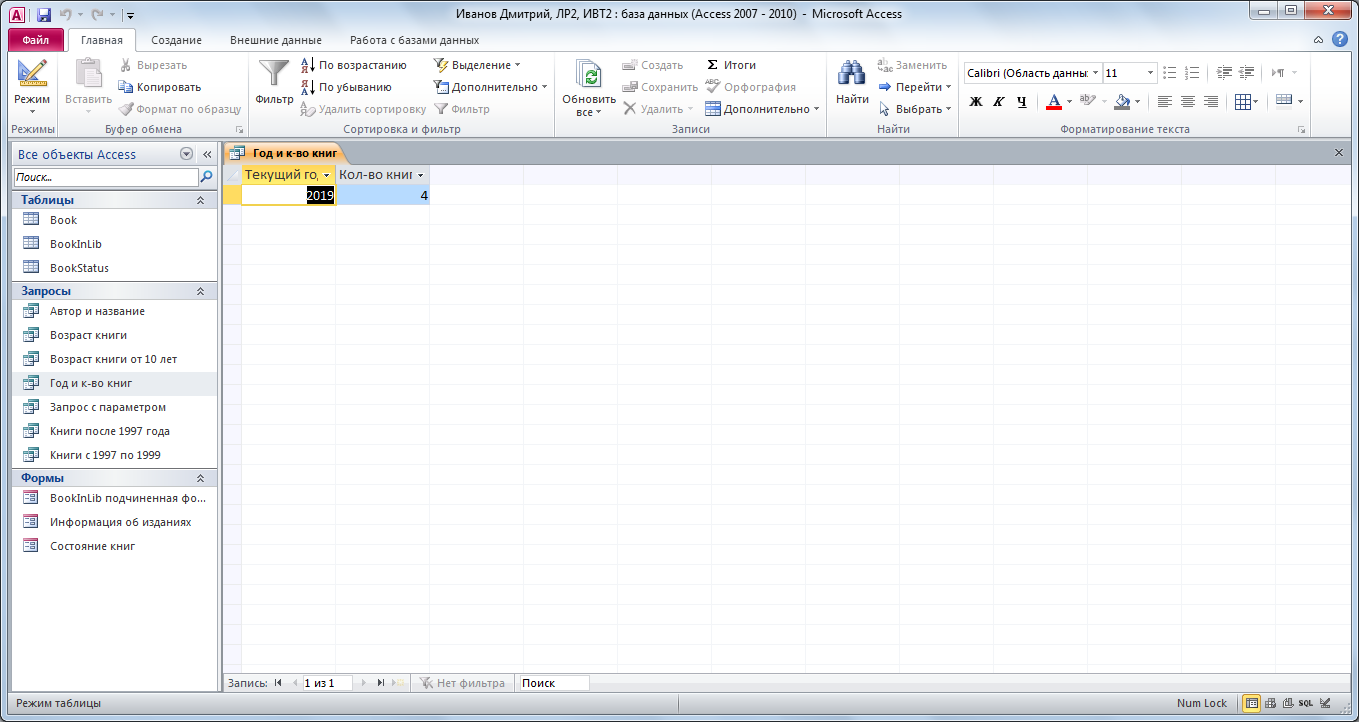 Иванов Дмитрий, ЛР2, ИВТ2 : база данных (Access 2007 - 2010) - Microsoft Access
Файл Главная Создание Внешние данные Работа с базами данных
Режим
Режимы
Вставить
Вырезать
Копировать
Формат по образцу
Буфер обмена
Фильтр
По возрастанию
По убыванию
Удалить сортировку
Выделение
Дополнительно
Фильтр
Сортировка и фильтр
Обновить
все
Создать
Сохранить
Удалить
Итоги
Орфография
Дополнительно
Записи
Найти
Заменить
Перейти
Выбрать
Найти
Calibri (Область данных 11
Ж К Ч
Форматирование текста
Все объекты Access
Поиск...
Таблицы
Book
BookInLib
BookStatus
Запросы
Автор и название
Возраст книги
Возраст книги от 10 лет
Год и к-во книг
Запрос с параметром
Книги после 1997 года
Книги с 1997 по 1999
Формы
BookInLib подчиненная фо...
Информация об изданиях
Состояние книг
Год и к-во книг
Текущий го, Кол-во книг
2019 4
Запись: 1 из 1 Нет фильтра Поиск
Режим таблицы Num Lock SQL